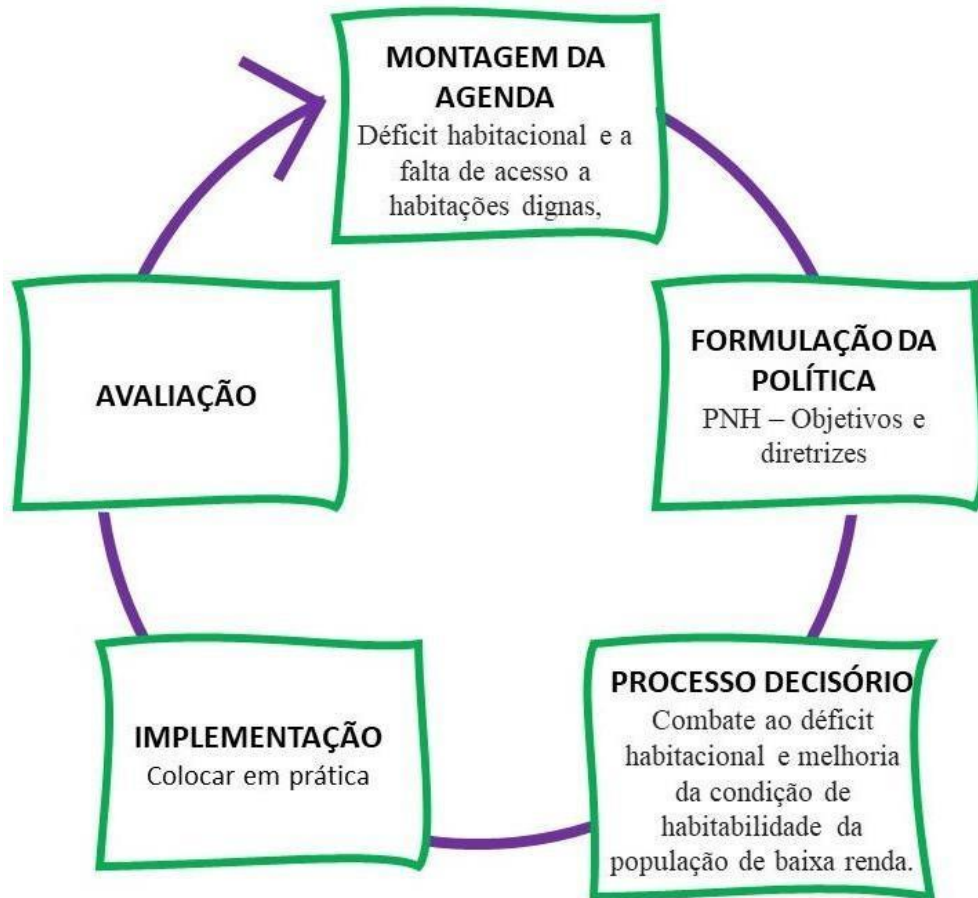 MONTAGEM DA
AGENDA
Déficit habitacional e a
falta de acesso a
habitações dignas,
FORMULAÇÃO DA
POLÍTICA
PNH – Objetivos e
diretrizes
PROCESSO DECISÓRIO
Combate ao déficit
habitacional e melhoria
da condição de
habitabilidade da
população de baixa renda.
IMPLEMENTAÇÃO
Colocar em prática
AVALIAÇÃO